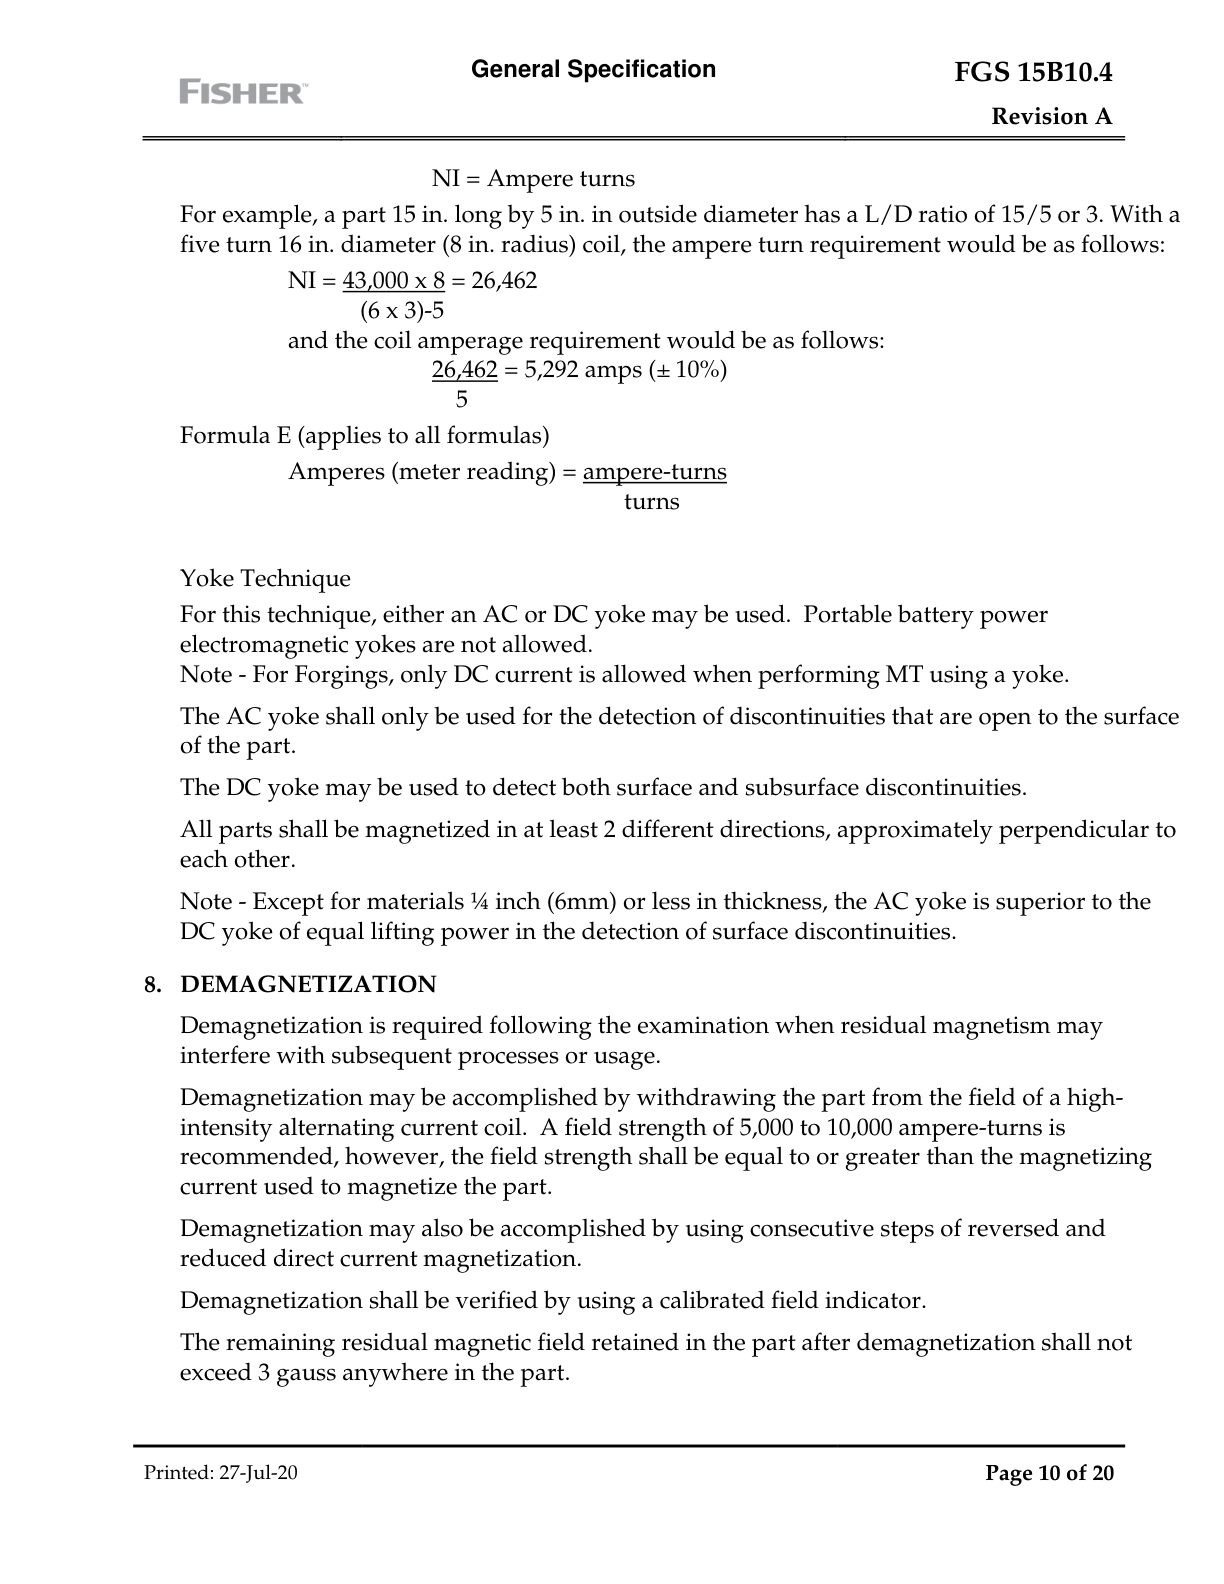 General Specification
FISHER™
FGS 15B10.4
Revision A
NI = Ampere turns
For example, a part 15 in. long by 5 in. in outside diameter has a L/D ratio of 15/5 or 3. With a
five turn 16 in. diameter (8 in. radius) coil, the ampere turn requirement would be as follows:
NI = 43,000 x 8 = 26,462
(6 x 3)-5
and the coil amperage requirement would be as follows:
26,462 = 5,292 amps (± 10%)
5
Formula E (applies to all formulas)
Amperes (meter reading) = ampere-turns
turns
Yoke Technique
For this technique, either an AC or DC yoke may be used.  Portable battery power
electromagnetic yokes are not allowed.
Note - For Forgings, only DC current is allowed when performing MT using a yoke.
The AC yoke shall only be used for the detection of discontinuities that are open to the surface
of the part.
The DC yoke may be used to detect both surface and subsurface discontinuities.
All parts shall be magnetized in at least 2 different directions, approximately perpendicular to
each other.
Note - Except for materials ¼ inch (6mm) or less in thickness, the AC yoke is superior to the
DC yoke of equal lifting power in the detection of surface discontinuities.
8. DEMAGNETIZATION
Demagnetization is required following the examination when residual magnetism may
interfere with subsequent processes or usage.
Demagnetization may be accomplished by withdrawing the part from the field of a high-
intensity alternating current coil.  A field strength of 5,000 to 10,000 ampere-turns is
recommended, however, the field strength shall be equal to or greater than the magnetizing
current used to magnetize the part.
Demagnetization may also be accomplished by using consecutive steps of reversed and
reduced direct current magnetization.
Demagnetization shall be verified by using a calibrated field indicator.
The remaining residual magnetic field retained in the part after demagnetization shall not
exceed 3 gauss anywhere in the part.
Printed: 27-Jul-20
Page 10 of 20